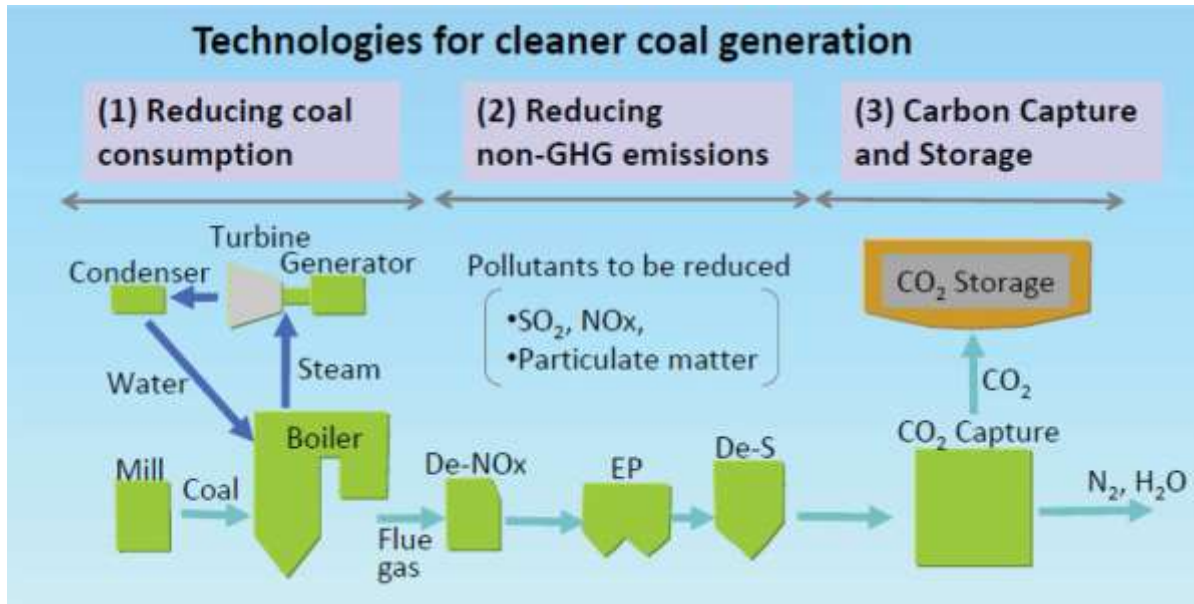 Technologies for cleaner coal generation
(1) Reducing coal
consumption
(2) Reducing
non-GHG emissions
(3) Carbon Capture
and Storage
Turbine
Condenser
Generator
Water
Steam
Boiler
Mill
Coal
Flue
gas
Pollutants to be reduced
•SO₂, NOx,
•Particulate matter
De-NOx
EP
De-S
CO₂ Storage
CO₂
CO₂ Capture
N₂, H₂O